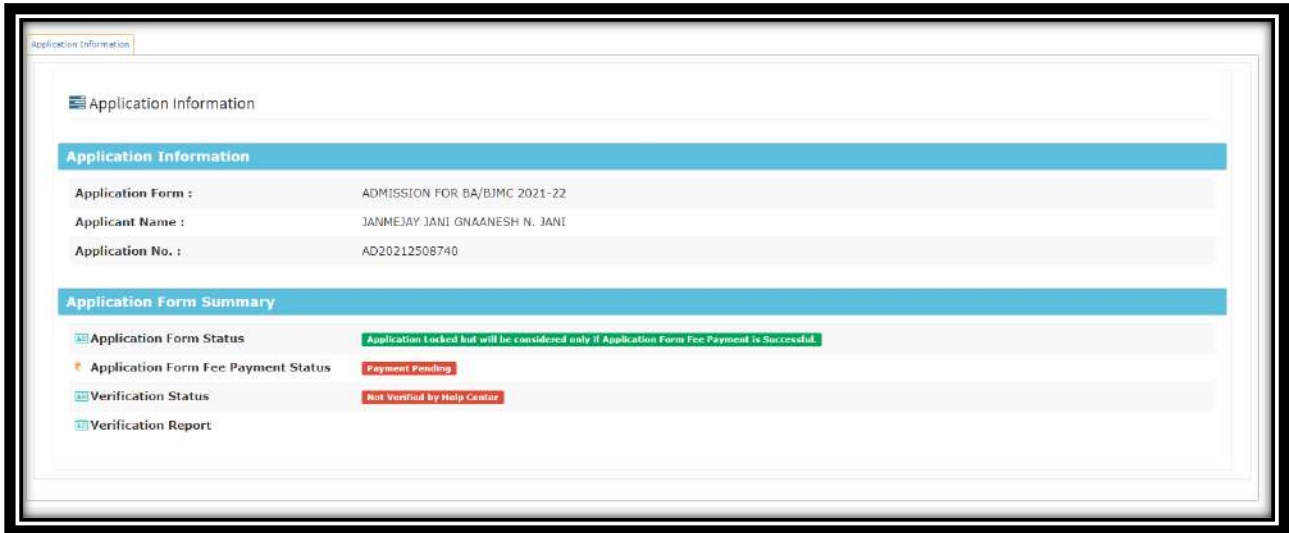 Application Information
Application Information
Application Information
Application Form : ADMISSION FOR BA/BJMC 2021-22
Applicant Name : JANMEJAY JANI GNAANESH N. JANI
Application No. : AD20212508740
Application Form Summary
Application Form Status Application Locked but will be considered only if Application Form Fee Payment is Successful.
₹ Application Form Fee Payment Status Payment Pending
Verification Status Not Verified by Help Center
Verification Report